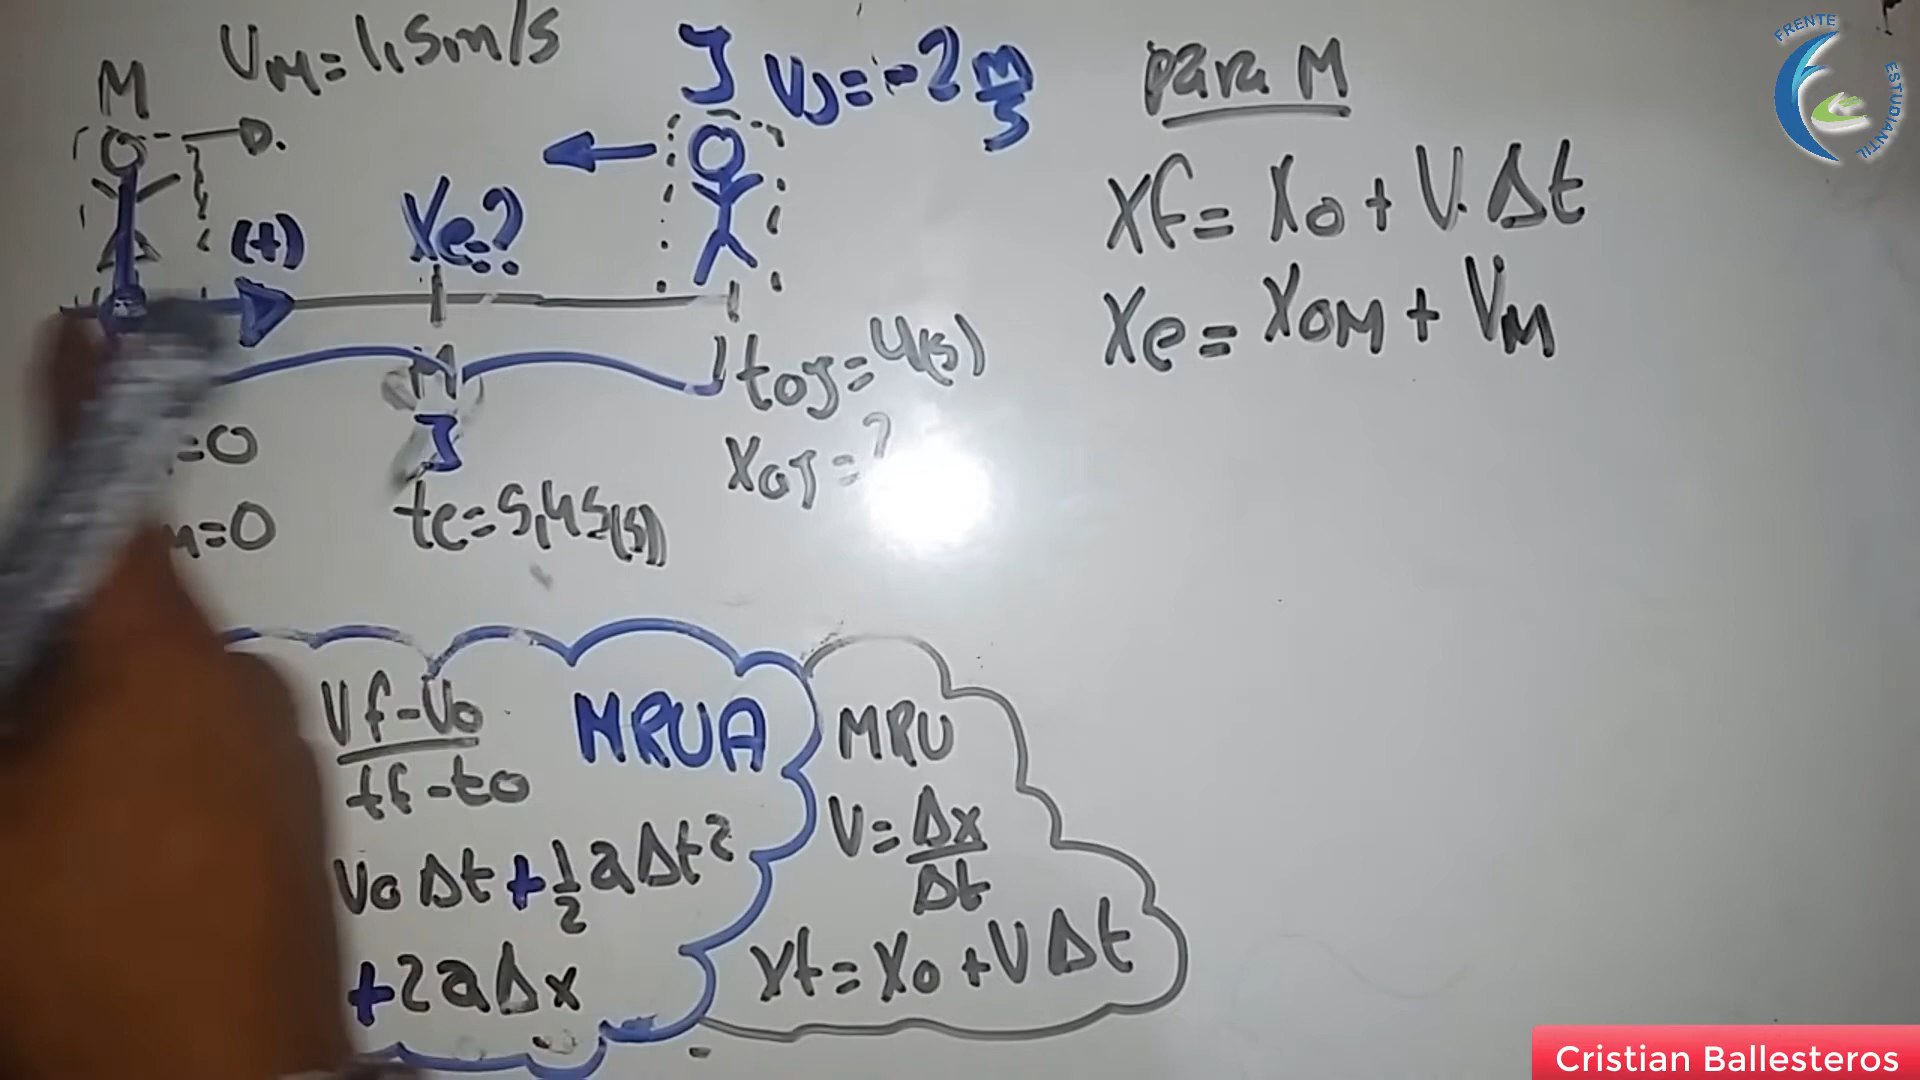 M
VM=1,5m/s
J
VJ=-2 m/s
(+)
Xe=?
M
J
=0
m=0
te=5,45(s)
toJ=4(s)
XoJ=?
para M
Xf= Xo + V. Δt
Xe= XOM + VM
Vf-Vo
tf-to
MRUA
Vo Δt + 1/2 a Δt²
+2aΔx
MRU
V= Δx
Δt
Xf= Xo +V Δt
FRENTE
ESTUDIANTIL
Cristian Ballesteros